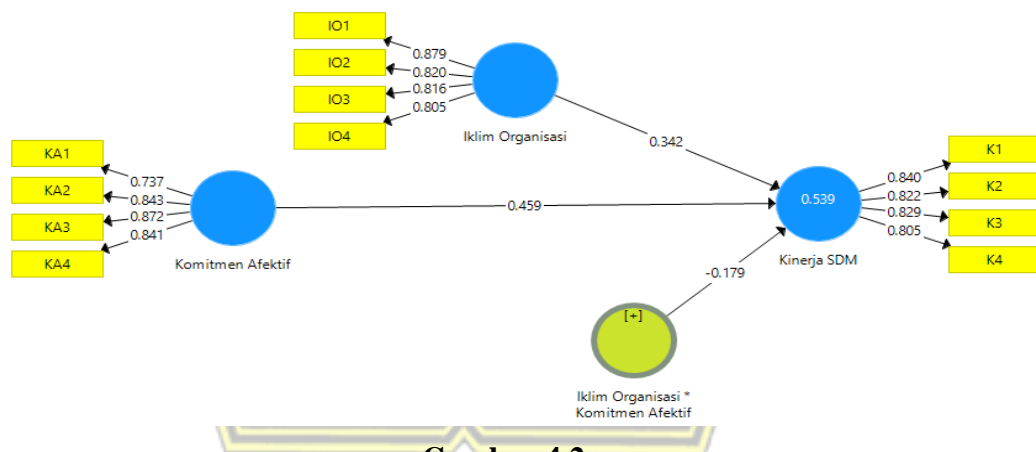 IO1
IO2
IO3
IO4
0.879
0.820
0.816
0.805
Iklim Organisasi
KA1
KA2
KA3
KA4
0.737
0.843
0.872
0.841
Komitmen Afektif
0.342
0.459
-0.179
0.539
Kinerja SDM
0.840
0.822
0.829
0.805
K1
K2
K3
K4
[+]
Iklim Organisasi *
Komitmen Afektif